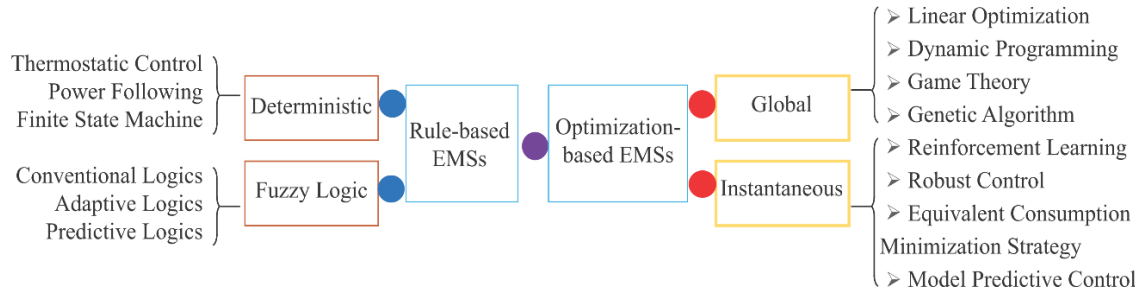 Thermostatic Control
Power Following
Finite State Machine
Conventional Logics
Adaptive Logics
Predictive Logics
Deterministic
Fuzzy Logic
Rule-based
EMSs
Optimization-
based EMSs
Global
Instantaneous
➢ Linear Optimization
➢ Dynamic Programming
➢ Game Theory
➢ Genetic Algorithm
➢ Reinforcement Learning
➢ Robust Control
➢ Equivalent Consumption
Minimization Strategy
➢ Model Predictive Control